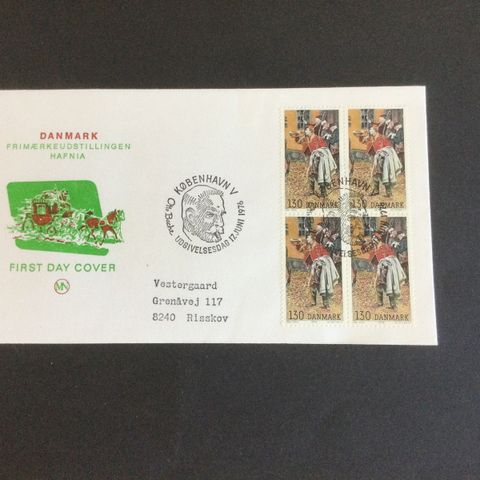 DANMARK
FRIMÆRKEUDSTILLINGEN
HAFNIA
FIRST DAY COVER
MN
KØBENHAVN V
UDGIVELSESDAG 17. JUNI 1976
Vestergaard
Grenåvej 117
8240 Risskov
130 DANMARK
130 DANMARK
130 DANMARK
130 DANMARK